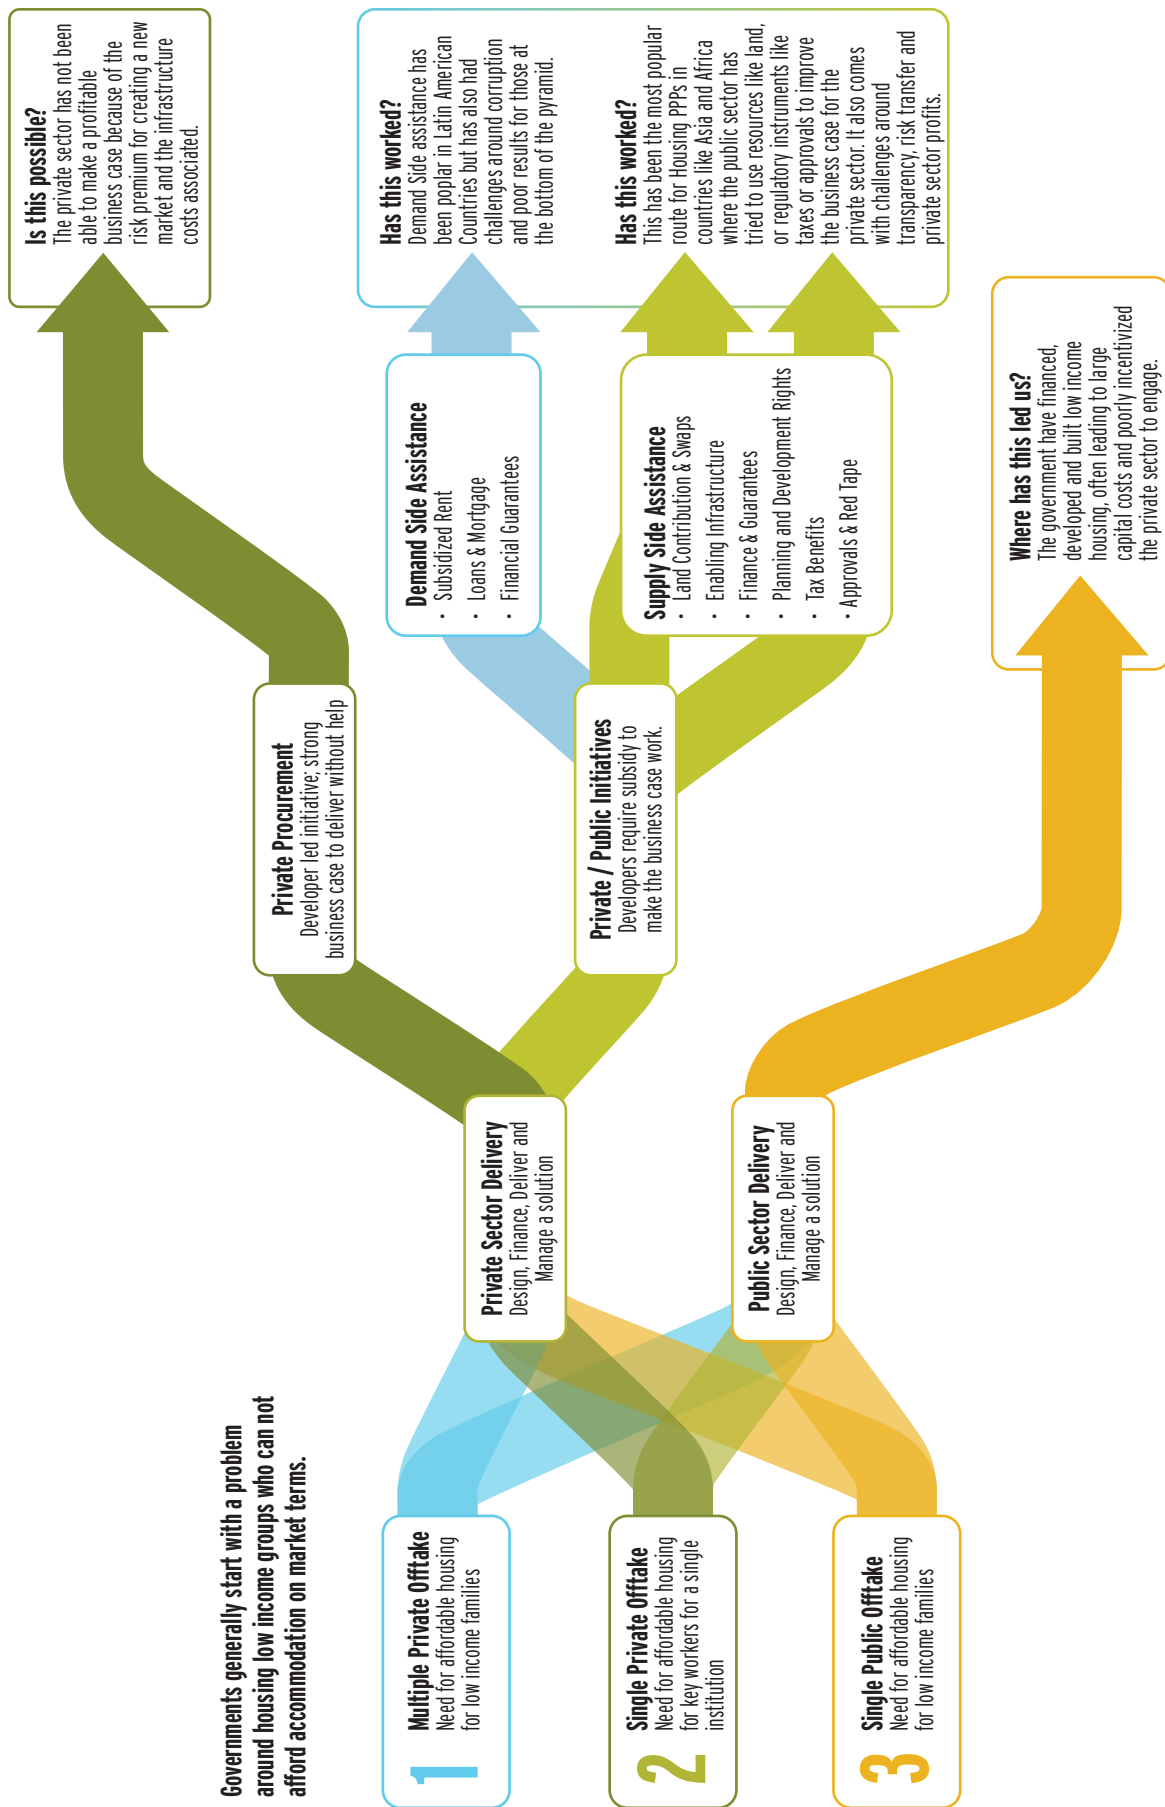 Governments generally start with a problem
around housing low income groups who can not
afford accommodation on market terms.
1
Multiple Private Offtake
Need for affordable housing
for low income families
2
Single Private Offtake
Need for affordable housing
for key workers for a single
institution
3
Single Public Offtake
Need for affordable housing
for low income families
Private Sector Delivery
Design, Finance, Deliver and
Manage a solution
Public Sector Delivery
Design, Finance, Deliver and
Manage a solution
Private Procurement
Developer led initiative; strong
business case to deliver without help
Private / Public Initiatives
Developers require subsidy to
make the business case work.
Demand Side Assistance
· Subsidized Rent
· Loans & Mortgage
· Financial Guarantees
Supply Side Assistance
· Land Contribution & Swaps
· Enabling Infrastructure
· Finance & Guarantees
· Planning and Development Rights
· Tax Benefits
· Approvals & Red Tape
Is this possible?
The private sector has not been
able to make a profitable
business case because of the
risk premium for creating a new
market and the infrastructure
costs associated.
Has this worked?
Demand Side assistance has
been poplar in Latin American
Countries but has also had
challenges around corruption
and poor results for those at
the bottom of the pyramid.
Has this worked?
This has been the most popular
route for Housing PPPs in
countries like Asia and Africa
where the public sector has
tried to use resources like land,
or regulatory instruments like
taxes or approvals to improve
the business case for the
private sector. It also comes
with challenges around
transparency, risk transfer and
private sector profits.
Where has this led us?
The government have financed,
developed and built low income
housing, often leading to large
capital costs and poorly incentivized
the private sector to engage.